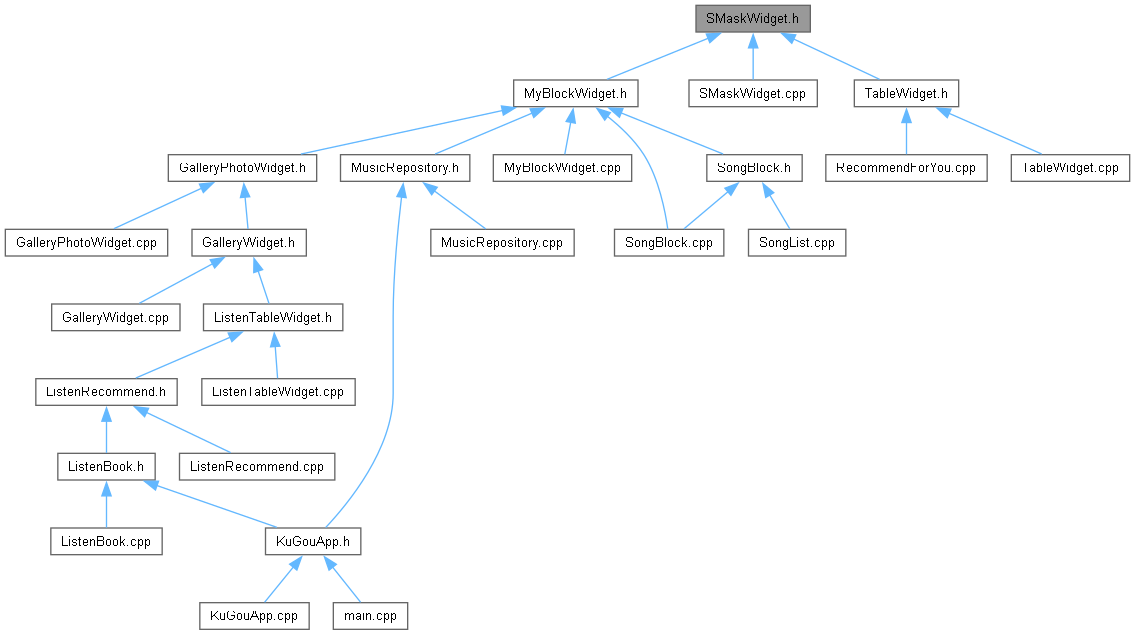 SMaskWidget.h
MyBlockWidget.h
SMaskWidget.cpp
TableWidget.h
GalleryPhotoWidget.h
MusicRepository.h
MyBlockWidget.cpp
SongBlock.h
RecommendForYou.cpp
TableWidget.cpp
GalleryPhotoWidget.cpp
GalleryWidget.h
MusicRepository.cpp
SongBlock.cpp
SongList.cpp
GalleryWidget.cpp
ListenTableWidget.h
ListenRecommend.h
ListenTableWidget.cpp
ListenBook.h
ListenRecommend.cpp
ListenBook.cpp
KuGouApp.h
KuGouApp.cpp
main.cpp